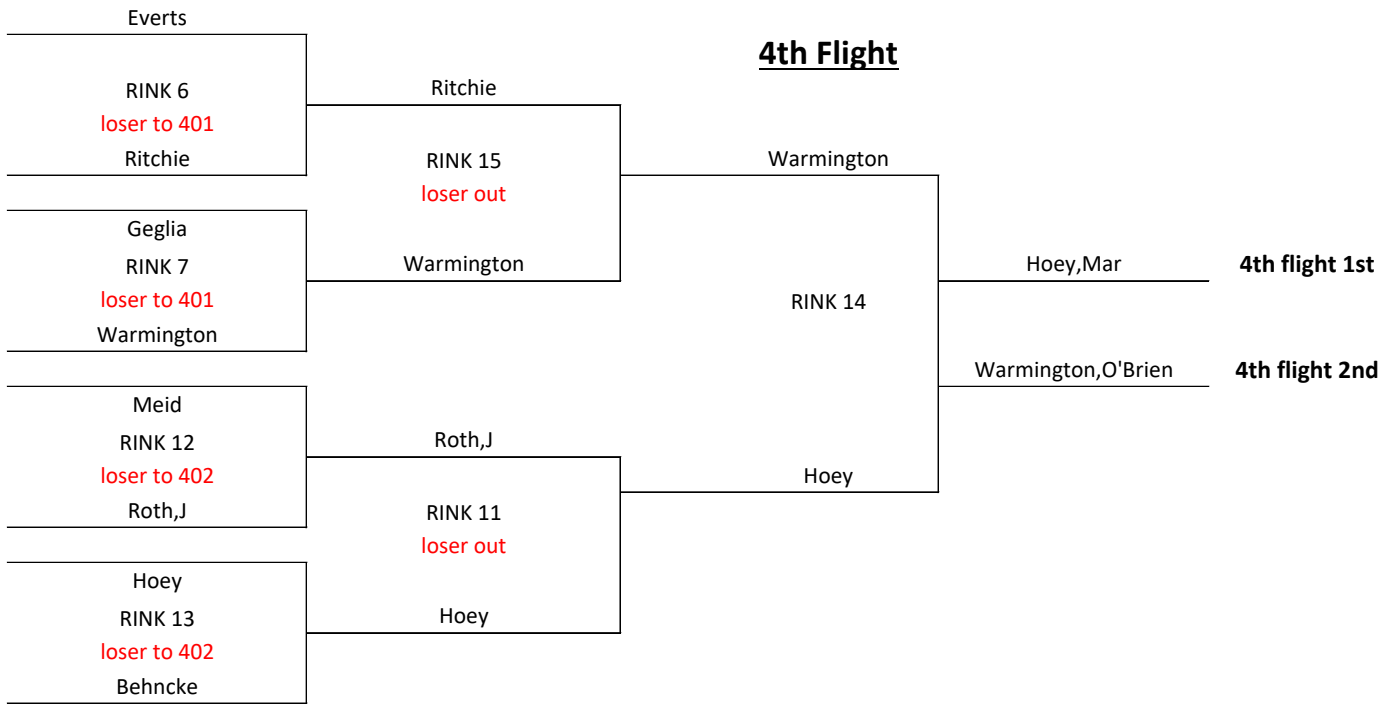 Everts
4th Flight
RINK 6
Ritchie
loser to 401
Ritchie
RINK 15
Warmington
loser out
Geglia
RINK 7
Warmington
Hoey,Mar
4th flight 1st
loser to 401
RINK 14
Warmington
Warmington,O'Brien
4th flight 2nd
Meid
RINK 12
Roth,J
loser to 402
Hoey
Roth,J
RINK 11
loser out
Hoey
RINK 13
Hoey
loser to 402
Behncke